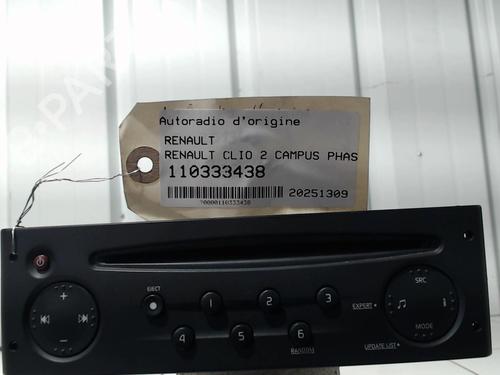 Autoradio d'origine
RENAULT
RENAULT CLIO 2 CAMPUS PHAS
110333438
20251309
?0000110333438
EJECT
1
2
3
4
5
6
RANDOM
EXPERT
UPDATE LIST
SRC
MODE
+
−
i